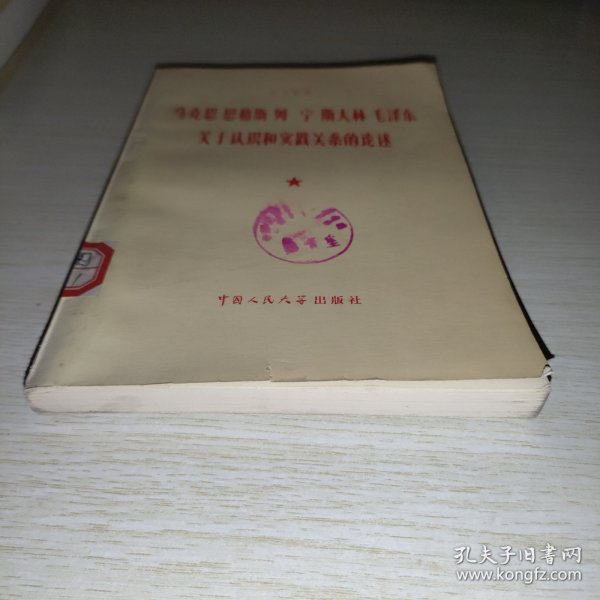 马克思 恩格斯 列 宁 斯大林 毛泽东
关于认识和实践关系的论述
中国人民大学出版社
孔夫子旧书网
www.kongfz.com